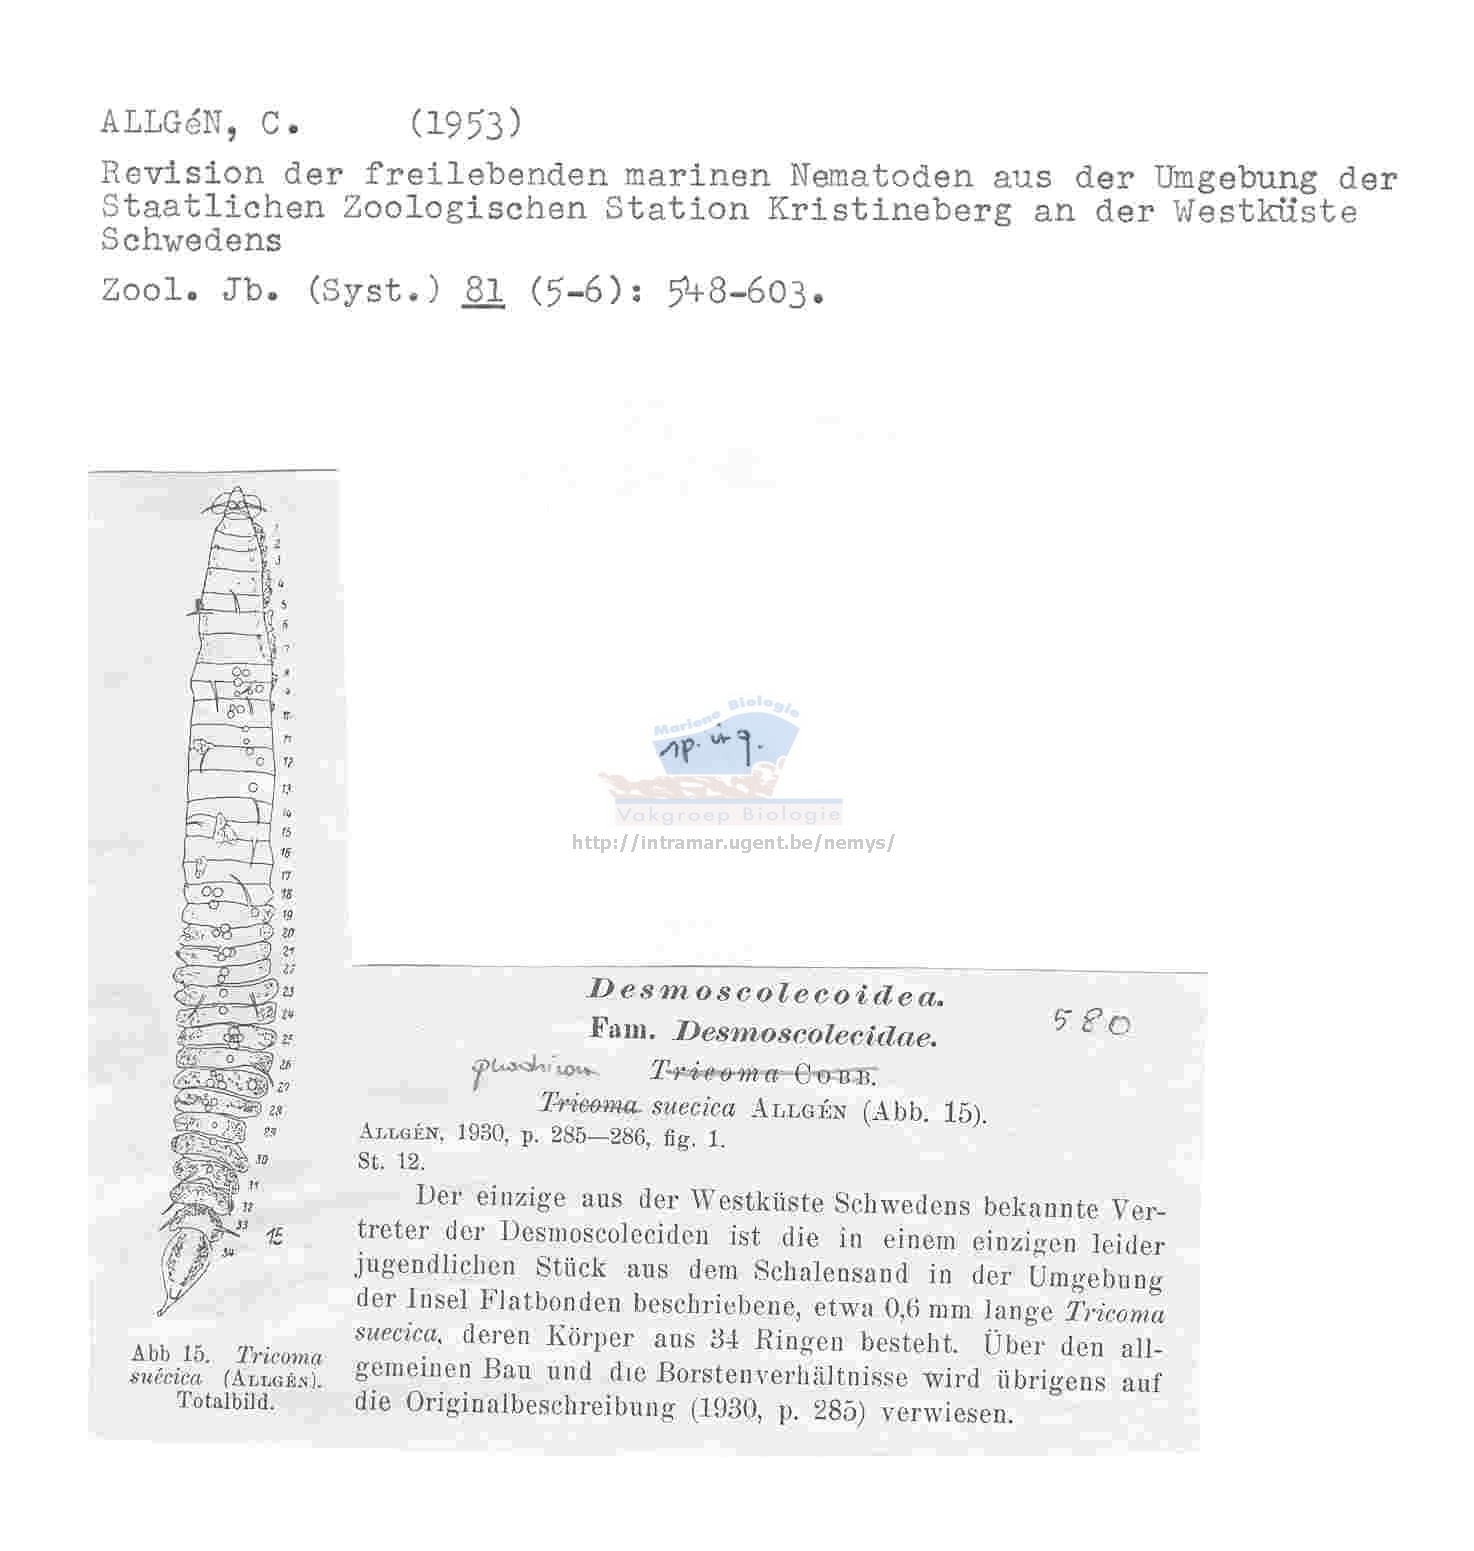 ALLGéN, C. (1953)
Revision der freilebenden marinen Nematoden aus der Umgebung der
Staatlichen Zoologischen Station Kristineberg an der Westküste
Schwedens
Zool. Jb. (Syst.) 81 (5-6): 548-603.
1
2
3
4
5
6
7
8
9
10
11
12
13
14
15
16
17
18
19
20
21
22
23
24
25
26
27
28
29
30
31
32
33
34
15
Abb 15. Tricoma
suecica (ALLGÉN).
Totalbild.
Mariene Biologie
sp. inq.
Vakgroep Biologie
http://intramar.ugent.be/nemys/
Desmoscolecoidea.
580
Fam. Desmoscolecidae.
Tricoma COBB.
Tricoma suecica ALLGÉN (Abb. 15).
ALLGÉN, 1930, p. 285—286, fig. 1.
St. 12.
Der einzige aus der Westküste Schwedens bekannte Ver-
treter der Desmoscoleciden ist die in einem einzigen leider
jugendlichen Stück aus dem Schalensand in der Umgebung
der Insel Flatbonden beschriebene, etwa 0,6 mm lange Tricoma
suecica, deren Körper aus 34 Ringen besteht. Über den all-
gemeinen Bau und die Borstenverhältnisse wird übrigens auf
die Originalbeschreibung (1930, p. 285) verwiesen.